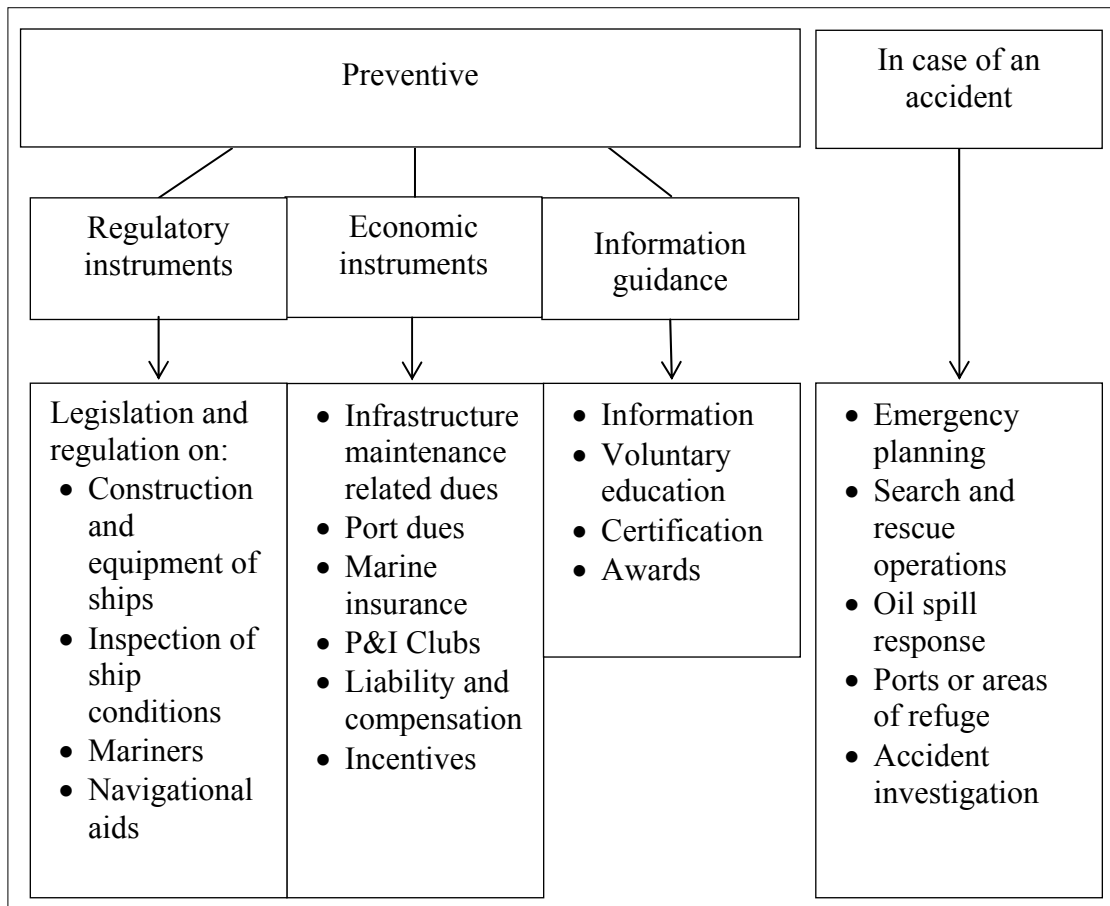 Preventive
In case of an
accident
Regulatory
instruments
Economic
instruments
Information
guidance
Legislation and
regulation on:
• Construction
and
equipment of
ships
• Inspection of
ship
conditions
• Mariners
• Navigational
aids
• Infrastructure
maintenance
related dues
• Port dues
• Marine
insurance
• P&I Clubs
• Liability and
compensation
• Incentives
• Information
• Voluntary
education
• Certification
• Awards
• Emergency
planning
• Search and
rescue
operations
• Oil spill
response
• Ports or areas
of refuge
• Accident
investigation